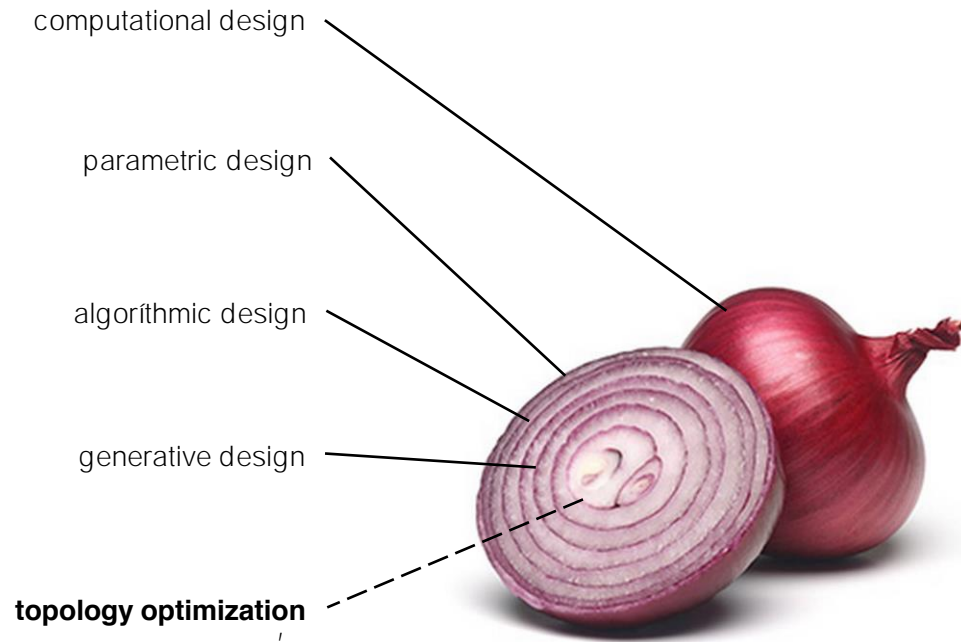 computational design
parametric design
algoríthmic design
generative design
topology optimization